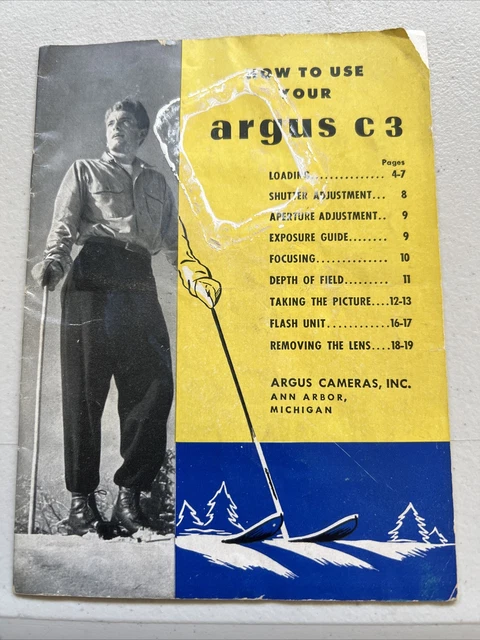 HOW TO USE
YOUR
argus c3
Pages
LOADING............... 4-7
SHUTTER ADJUSTMENT... 8
APERTURE ADJUSTMENT.. 9
EXPOSURE GUIDE........ 9
FOCUSING............. 10
DEPTH OF FIELD........ 11
TAKING THE PICTURE....12-13
FLASH UNIT............16-17
REMOVING THE LENS....18-19
ARGUS CAMERAS, INC.
ANN ARBOR,
MICHIGAN